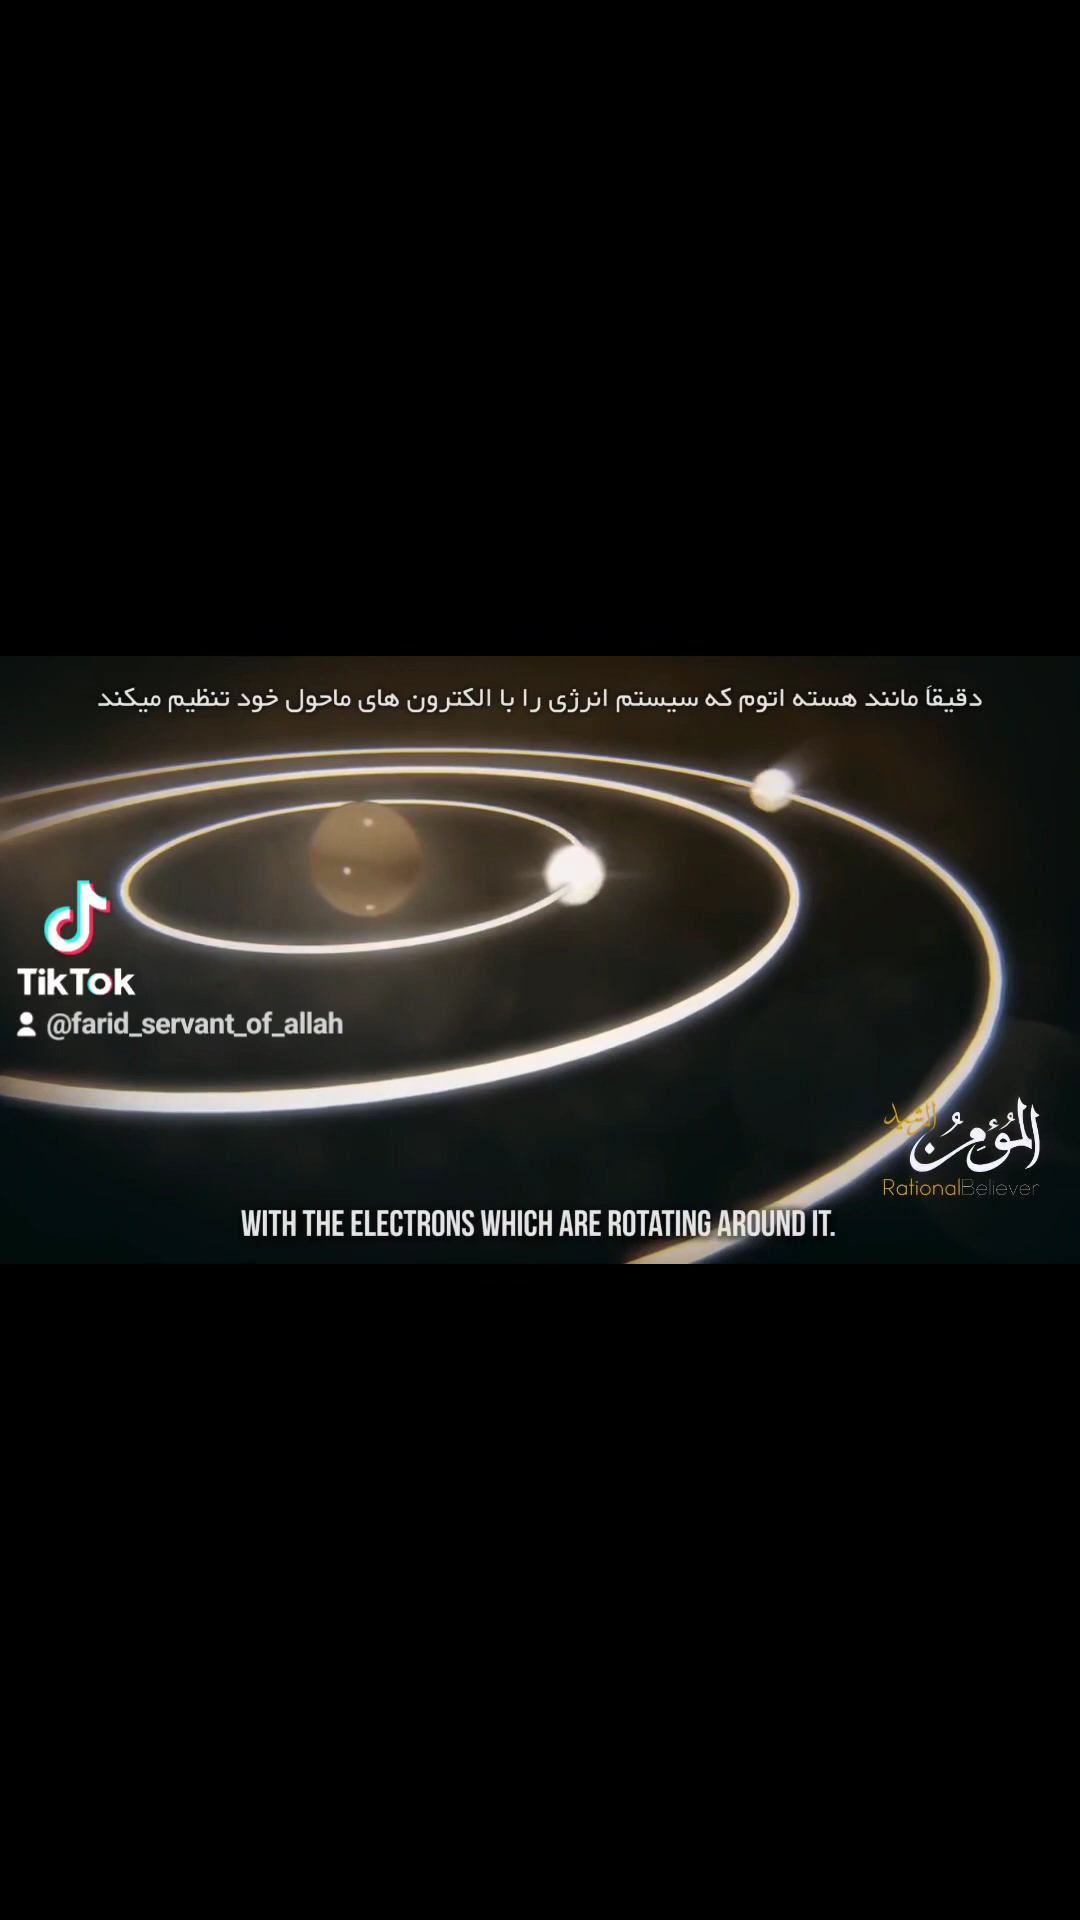 دقیقاً مانند هسته اتوم که سیستم انرژی را با الکترون های ماحول خود تنظیم میکند
TikTok
@farid_servant_of_allah
المؤمن الرشيد
RationalBeliever
WITH THE ELECTRONS WHICH ARE ROTATING AROUND IT.